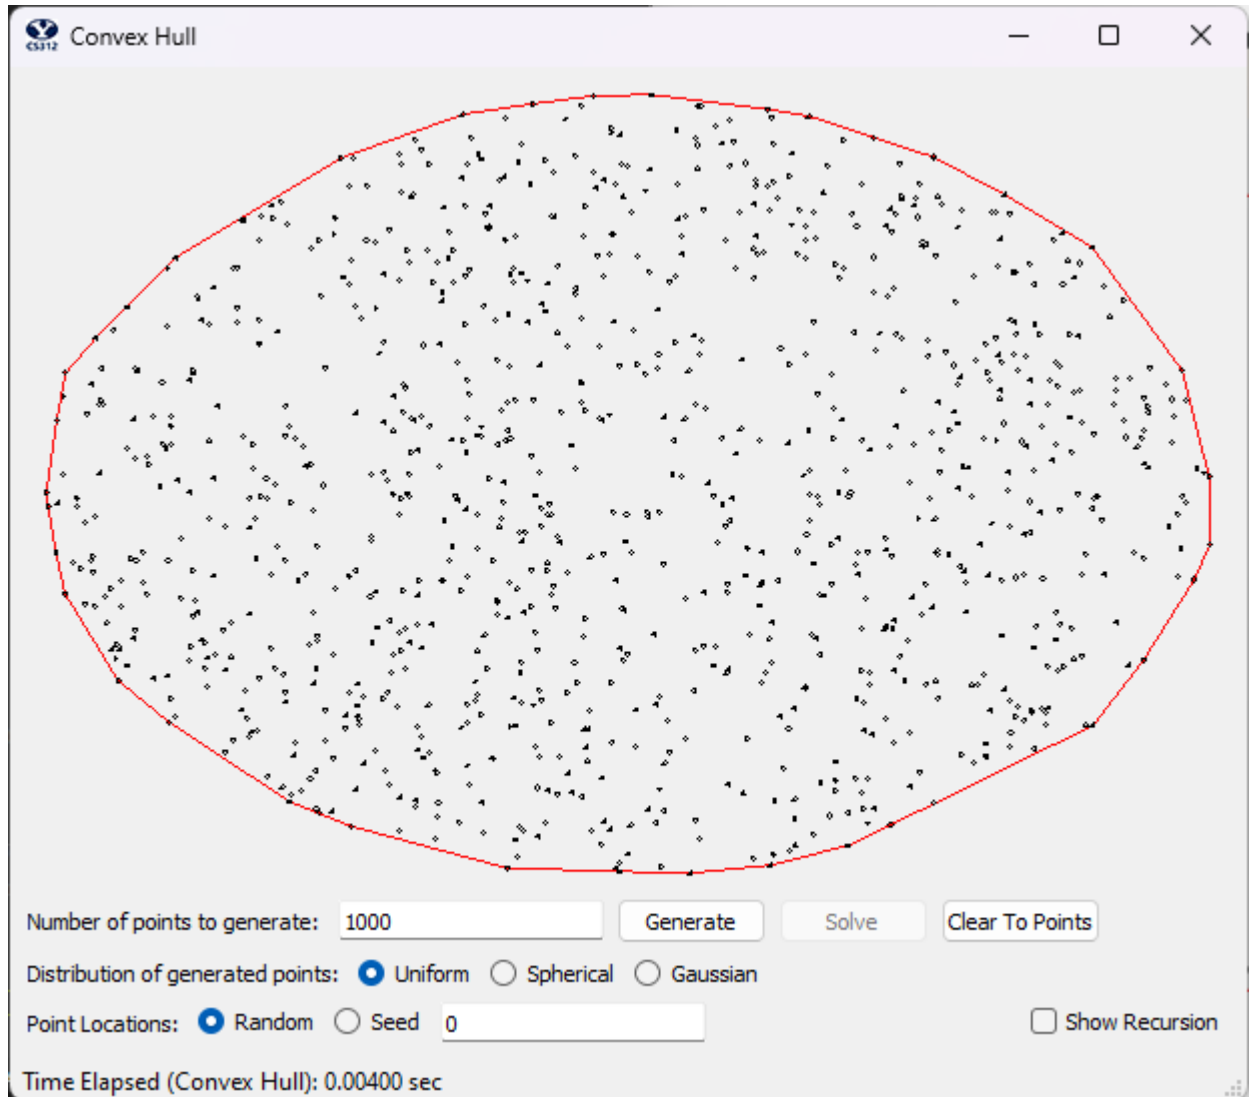 CS312 Convex Hull
Number of points to generate: 1000 Generate Solve Clear To Points
Distribution of generated points: Uniform Spherical Gaussian
Point Locations: Random Seed 0 Show Recursion
Time Elapsed (Convex Hull): 0.00400 sec